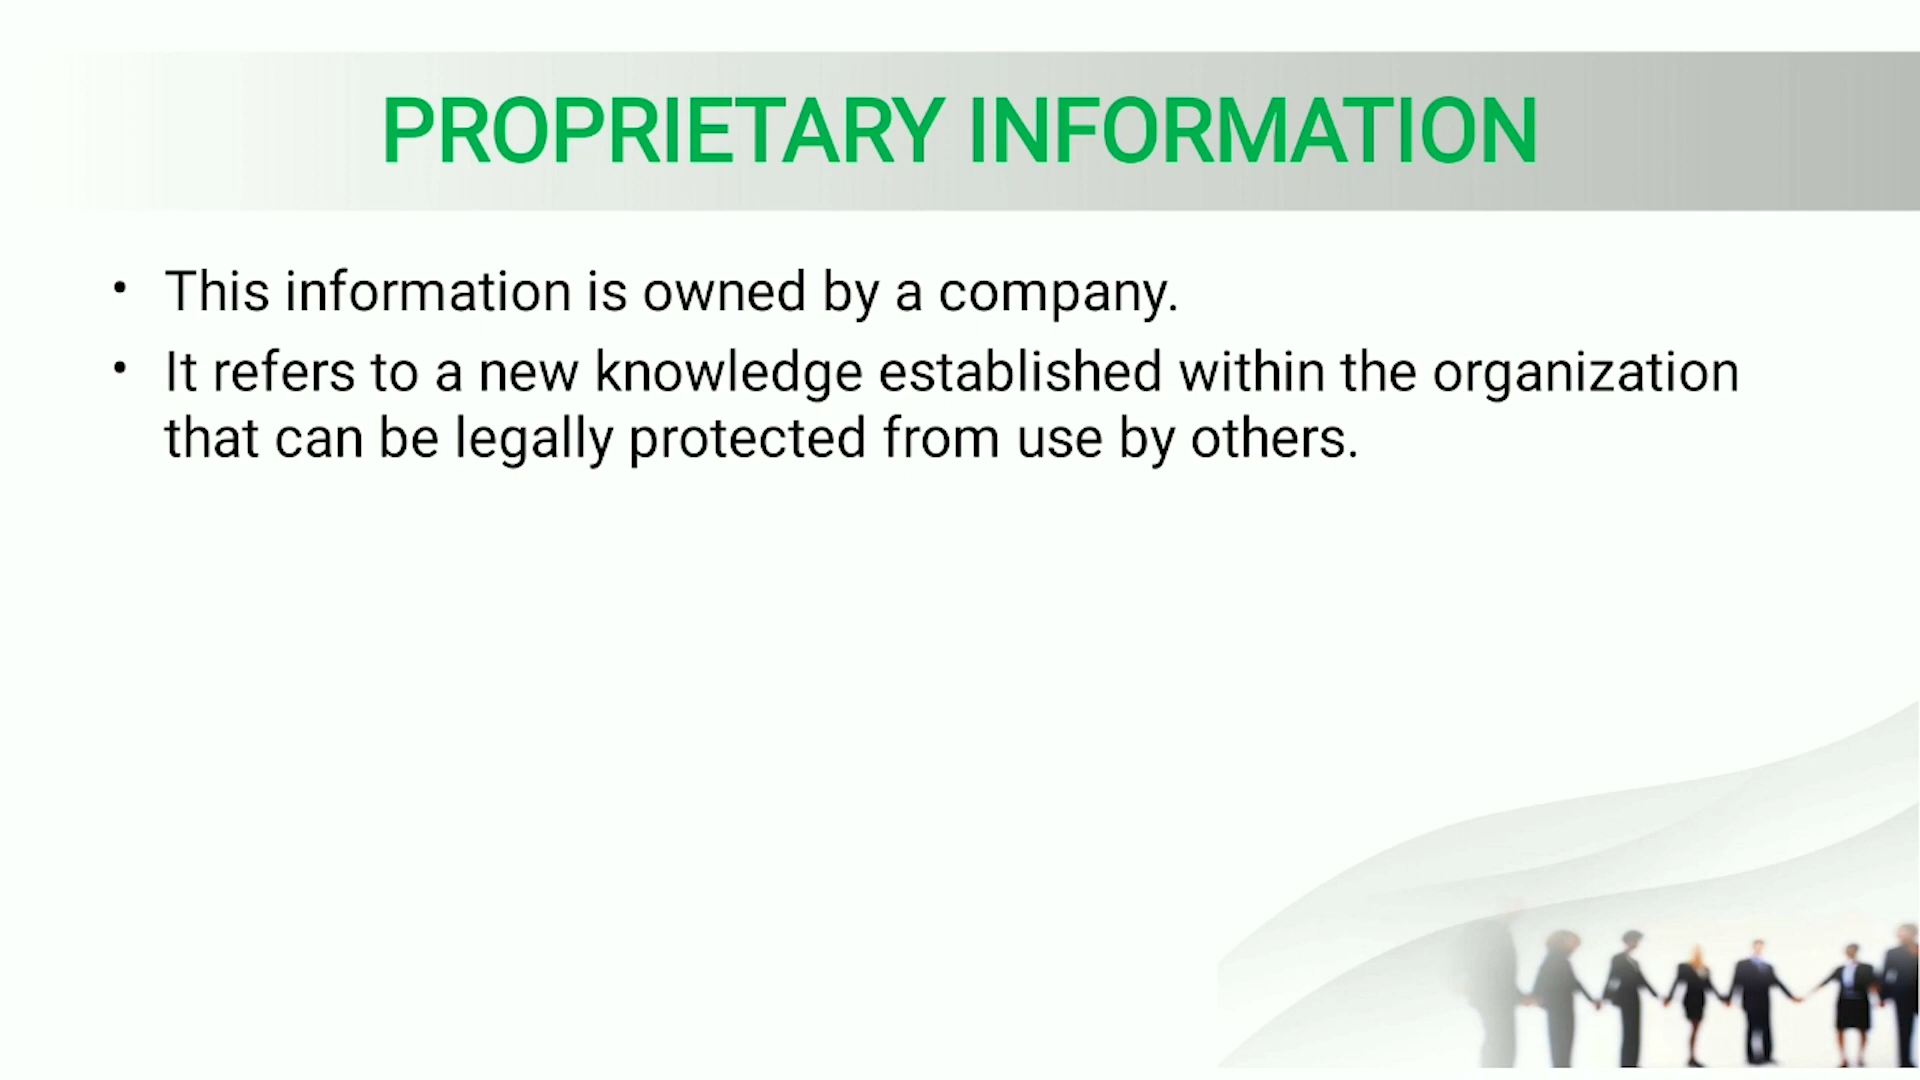 PROPRIETARY INFORMATION
• This information is owned by a company.
• It refers to a new knowledge established within the organization
that can be legally protected from use by others.